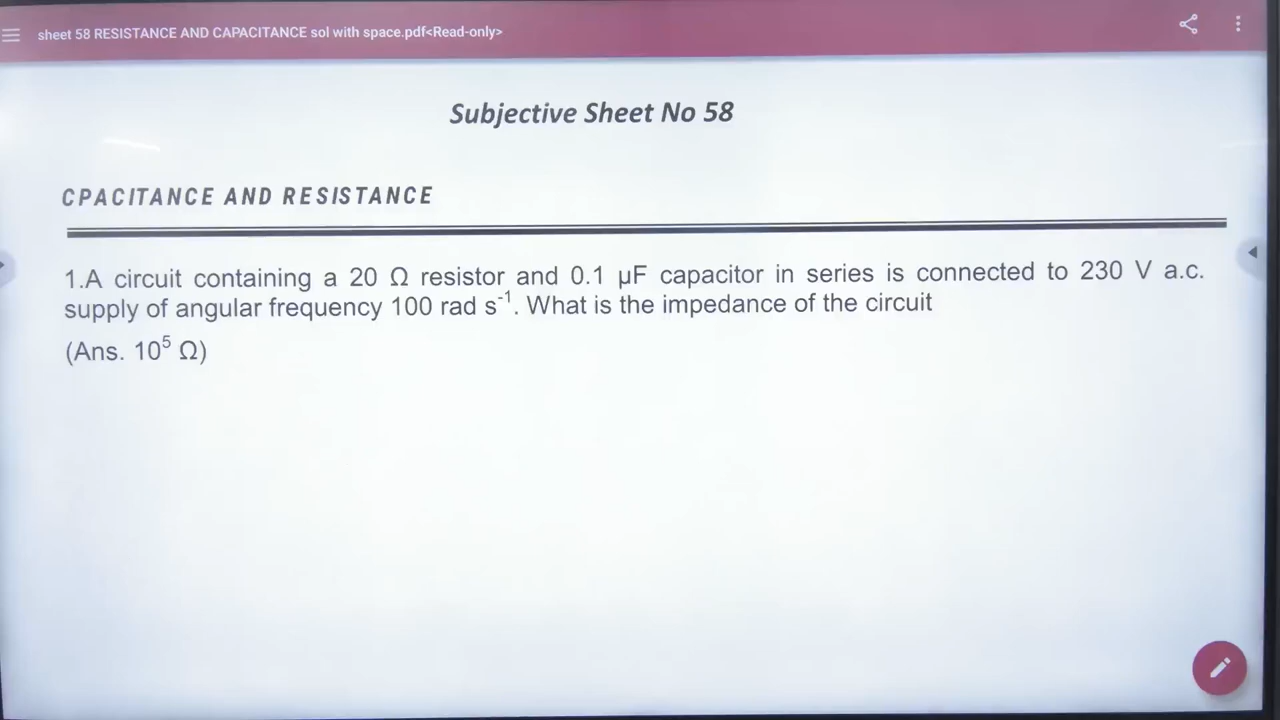 sheet 58 RESISTANCE AND CAPACITANCE sol with space.pdf<Read-only>
Subjective Sheet No 58
CPACITANCE AND RESISTANCE
1.A circuit containing a 20 Ω resistor and 0.1 μF capacitor in series is connected to 230 V a.c.
supply of angular frequency 100 rad s⁻¹. What is the impedance of the circuit
(Ans. 10⁵ Ω)